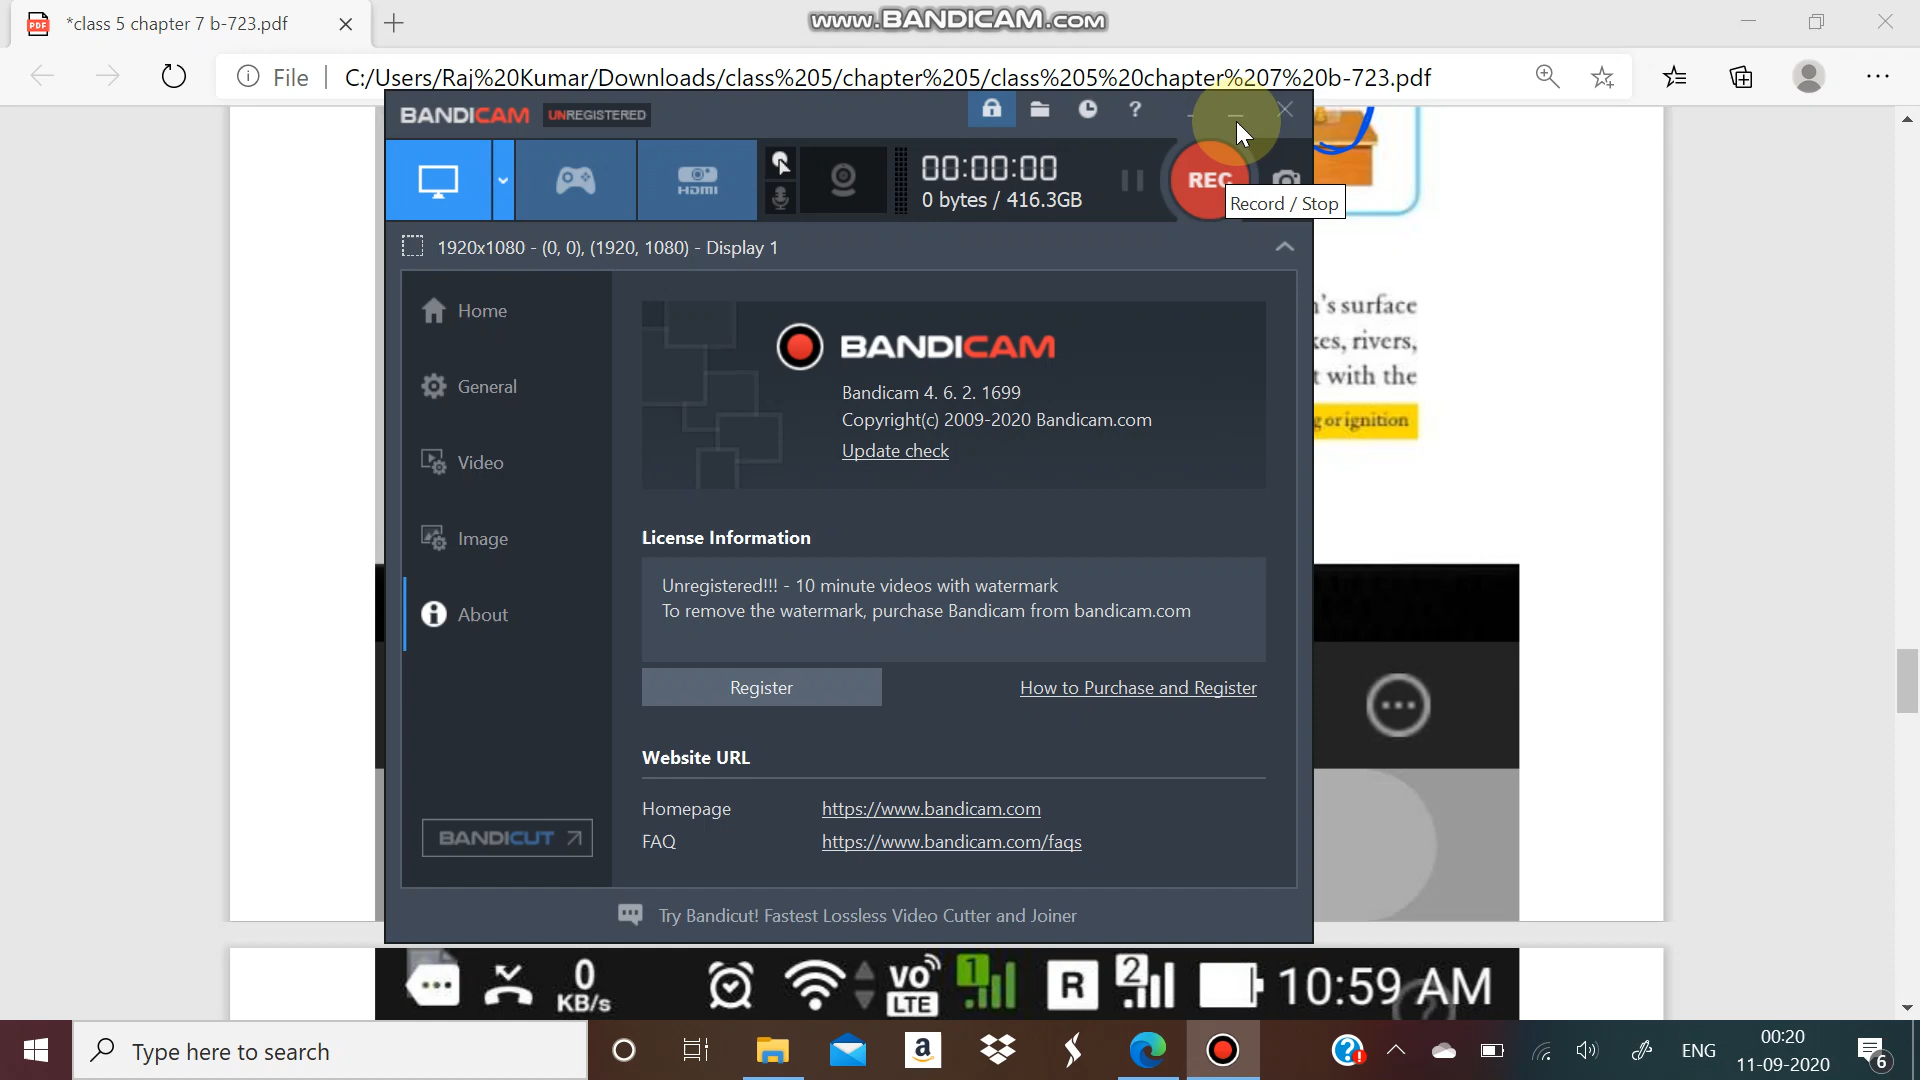 *class 5 chapter 7 b-723.pdf
www.BANDICAM.com
File
C:/Users/Raj%20Kumar/Downloads/class%205/chapter%205/class%205%20chapter%207%20b-723.pdf
BANDICAM UNREGISTERED
?
HDMI
00:00:00
0 bytes / 416.3GB
REC
Record / Stop
1920x1080 - (0, 0), (1920, 1080) - Display 1
Home
General
Video
Image
About
BANDICUT
BANDICAM
Bandicam 4. 6. 2. 1699
Copyright(c) 2009-2020 Bandicam.com
Update check
License Information
Unregistered!!! - 10 minute videos with watermark
To remove the watermark, purchase Bandicam from bandicam.com
Register
How to Purchase and Register
Website URL
Homepage https://www.bandicam.com
FAQ https://www.bandicam.com/faqs
Try Bandicut! Fastest Lossless Video Cutter and Joiner
's surface
rivers,
with the
or ignition
0 KB/s
VO LTE
1
R
2
10:59 AM
Type here to search
ENG
00:20
11-09-2020
6